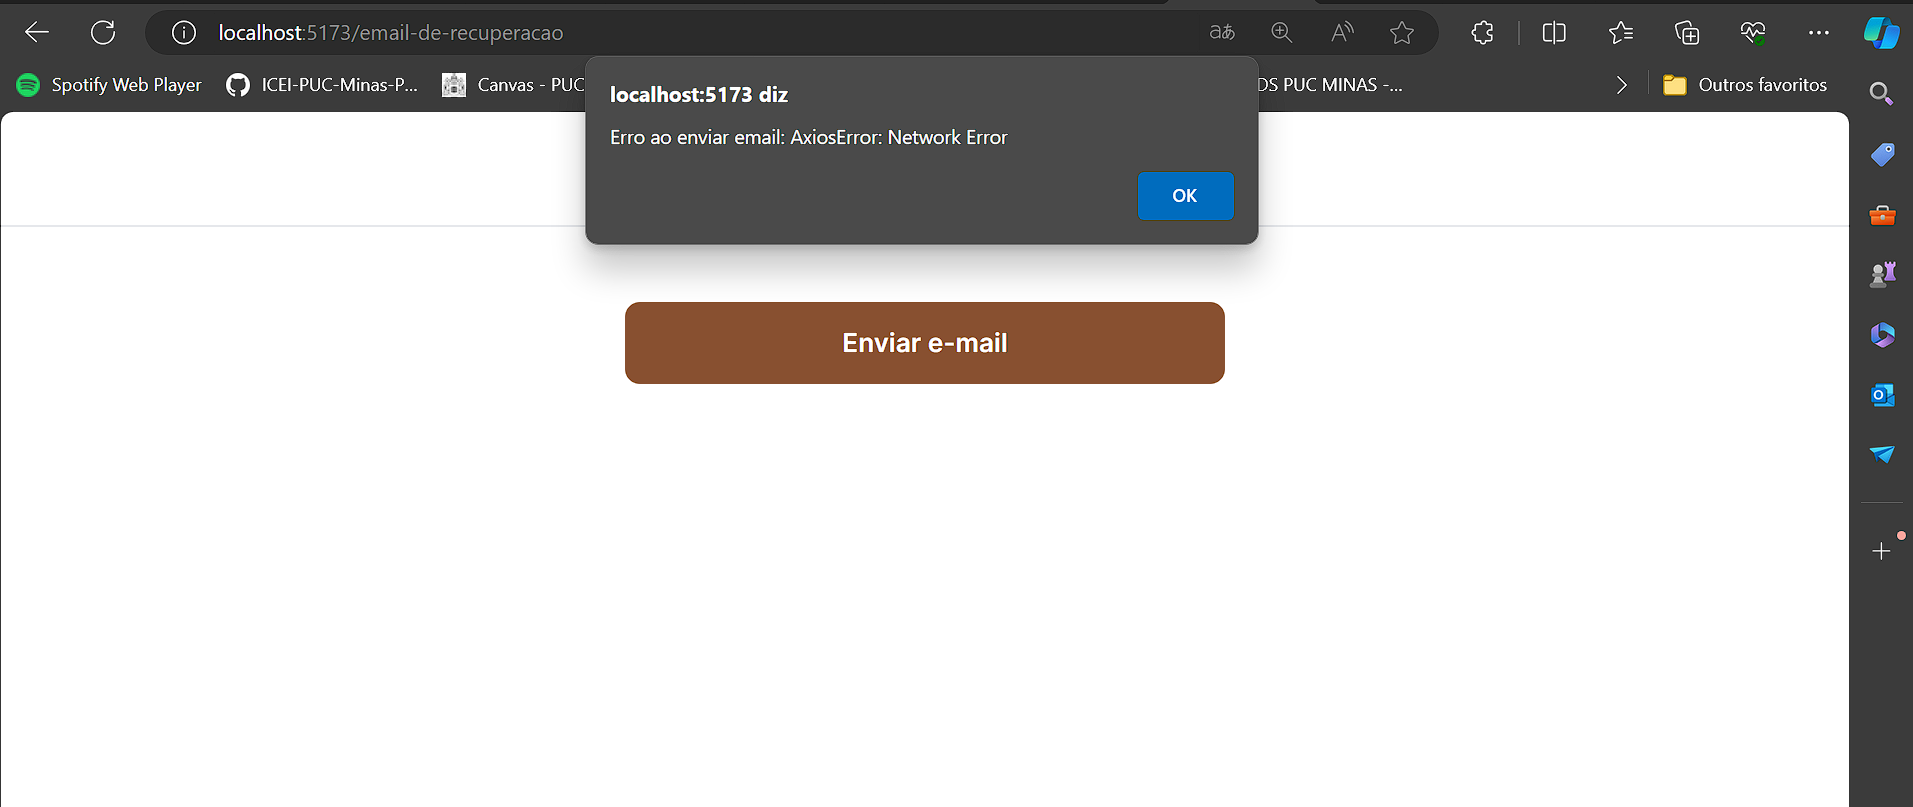 localhost:5173/email-de-recuperacao
Spotify Web Player
ICEI-PUC-Minas-P...
Canvas - PUC
DS PUC MINAS -...
Outros favoritos
localhost:5173 diz
Erro ao enviar email: AxiosError: Network Error
OK
Enviar e-mail